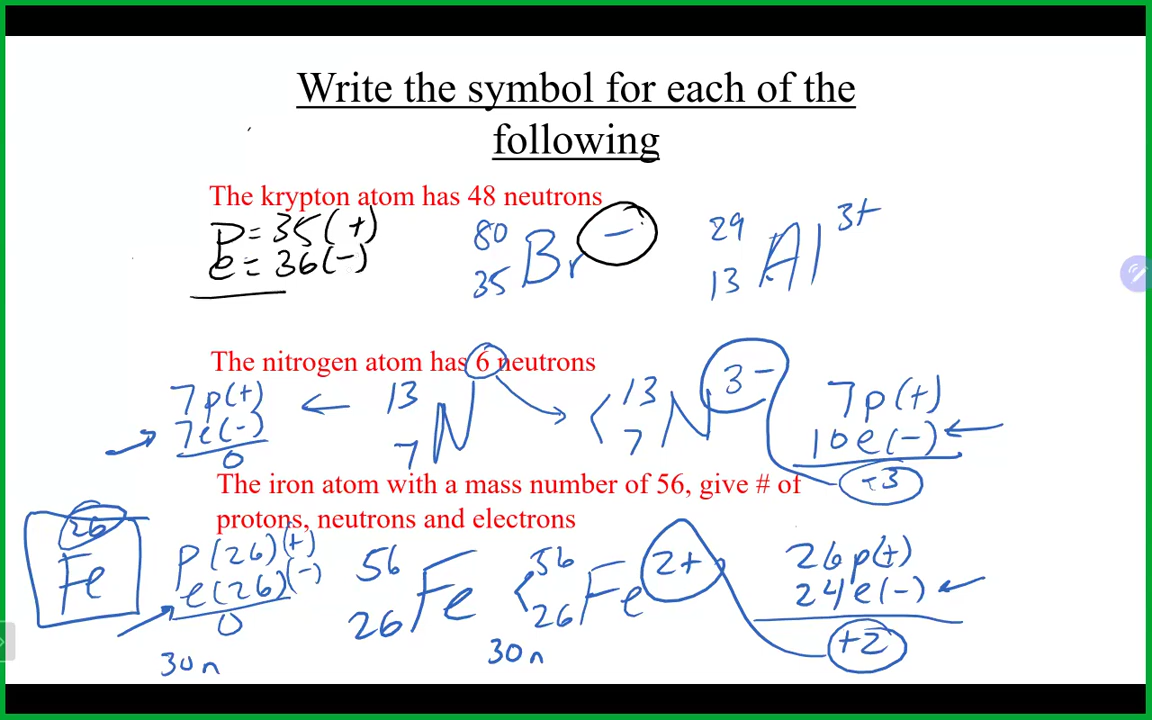 Write the symbol for each of the
following
The krypton atom has 48 neutrons
p = 35 (+)
e = 36 (-)
80
35 Br -
29
13 Al 3+
The nitrogen atom has 6 neutrons
7p(+)
7e(-)
0
13
7 N
13
7 N 3-
7p(+)
10e(-)
-3
The iron atom with a mass number of 56, give # of
protons, neutrons and electrons
26
Fe
p(26)(+)
e(26)(-)
0
30n
56
26 Fe
56
26 Fe 2+
30n
26p(+)
24e(-)
+2